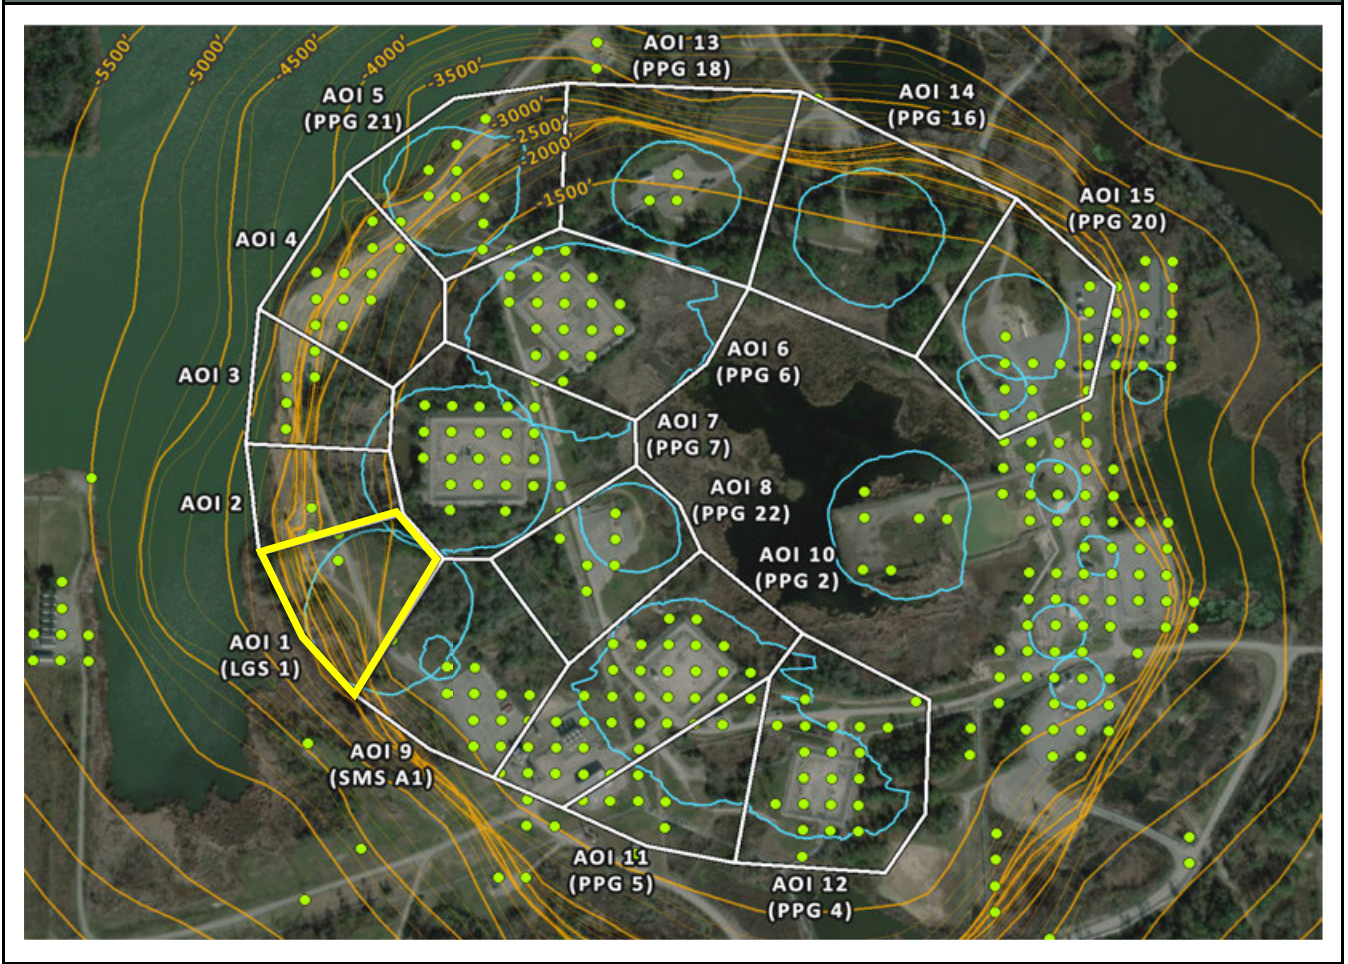 -5500'
-5000'
-4500'
-4000'
-3500'
-3000'
-2500'
-2000'
-1500'
AOI 13
(PPG 18)
AOI 14
(PPG 16)
AOI 5
(PPG 21)
AOI 15
(PPG 20)
AOI 4
AOI 6
(PPG 6)
AOI 3
AOI 7
(PPG 7)
AOI 2
AOI 8
(PPG 22)
AOI 10
(PPG 2)
AOI 1
(LGS 1)
AOI 9
(SMS A1)
AOI 11
(PPG 5)
AOI 12
(PPG 4)